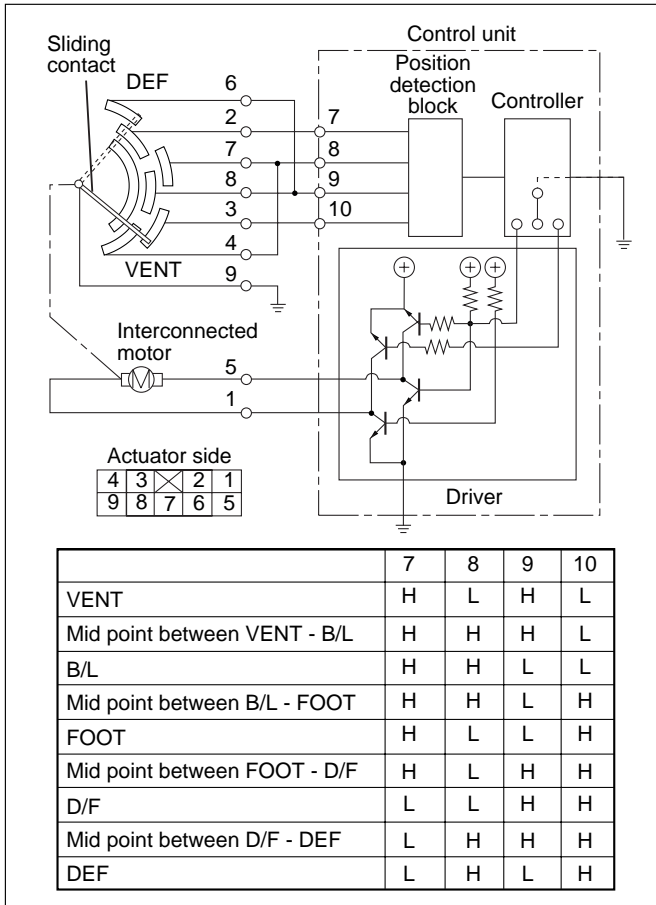 Control unit
Sliding
contact
DEF
Position
detection
block
Controller
6
2
7
8
3
4
9
7
8
9
10
VENT
Interconnected
motor
M
5
1
+ + +
Driver
Actuator side
4 3 2 1
9 8 7 6 5
7 8 9 10
VENT H L H L
Mid point between VENT - B/L H H H L
B/L H H L L
Mid point between B/L - FOOT H H L H
FOOT H L L H
Mid point between FOOT - D/F H L H H
D/F L L H H
Mid point between D/F - DEF L H H H
DEF L H L H